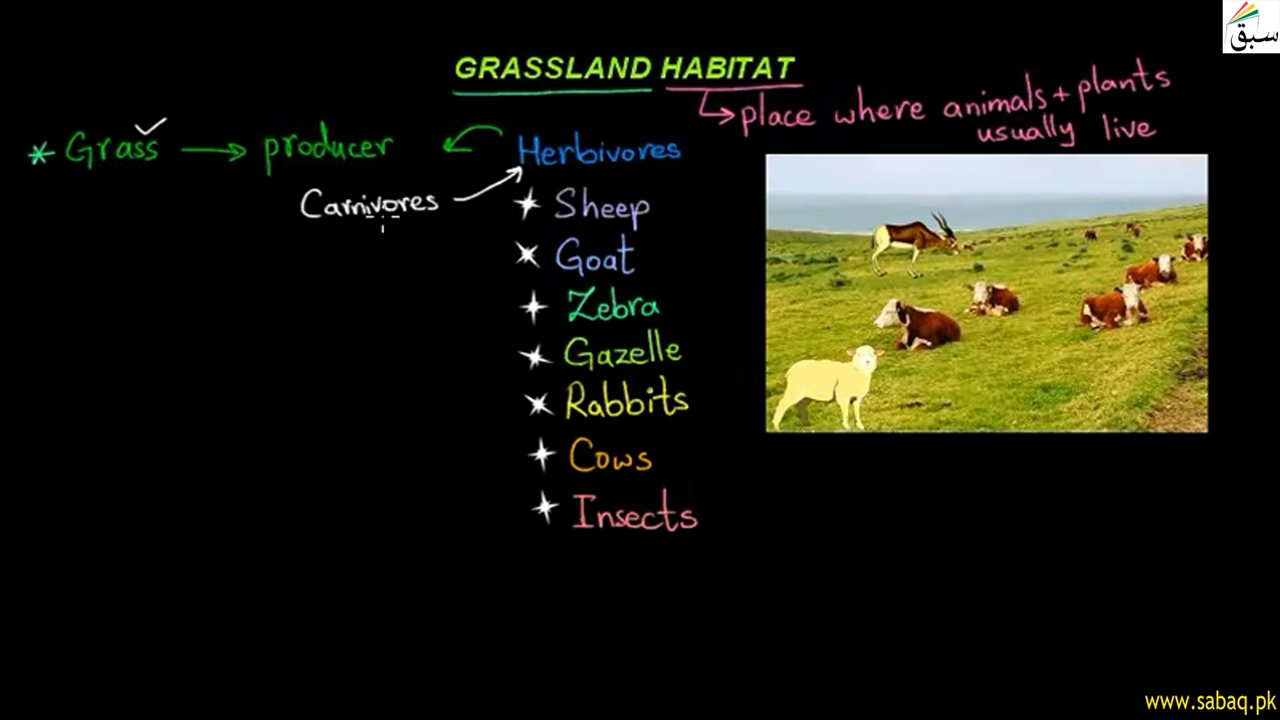 سبق
GRASSLAND HABITAT
place where animals + plants
usually live
* Grass → producer
Herbivores
Carnivores
Sheep
Goat
Zebra
Gazelle
Rabbits
Cows
Insects
www.sabaq.pk